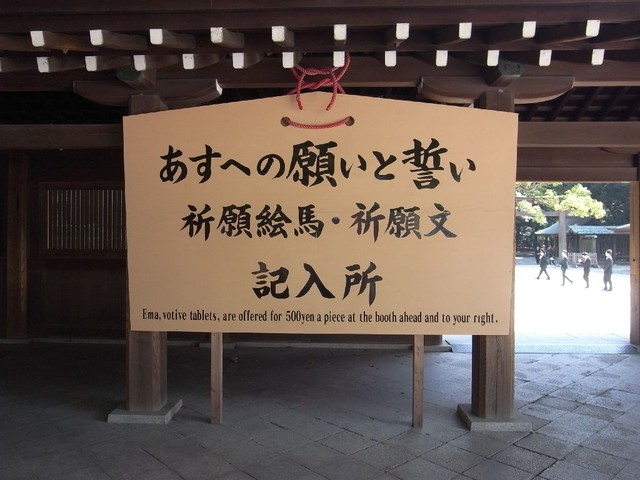 あすへの願いと誓い
祈願絵馬・祈願文
記入所
Ema, votive tablets, are offered for 500yen a piece at the booth ahead and to your right.